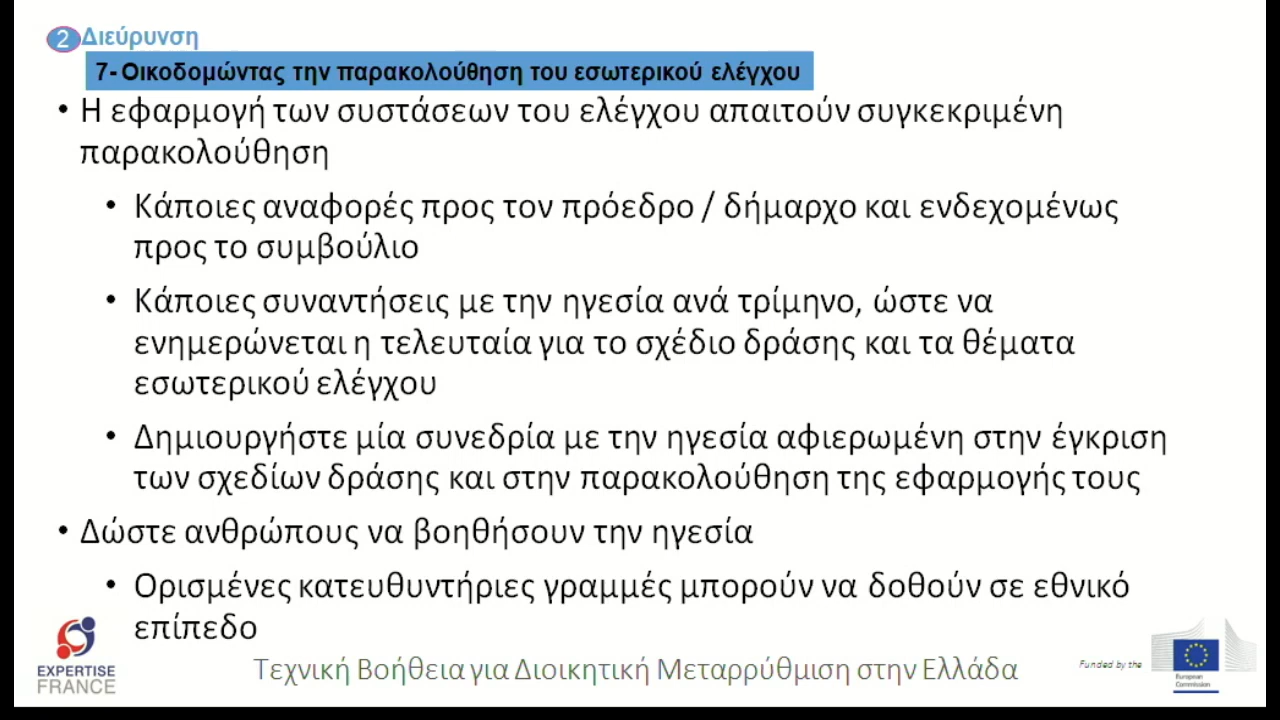 2 Διεύρυνση
7- Οικοδομώντας την παρακολούθηση του εσωτερικού ελέγχου
• Η εφαρμογή των συστάσεων του ελέγχου απαιτούν συγκεκριμένη
παρακολούθηση
• Κάποιες αναφορές προς τον πρόεδρο / δήμαρχο και ενδεχομένως
προς το συμβούλιο
• Κάποιες συναντήσεις με την ηγεσία ανά τρίμηνο, ώστε να
ενημερώνεται η τελευταία για το σχέδιο δράσης και τα θέματα
εσωτερικού ελέγχου
• Δημιουργήστε μία συνεδρία με την ηγεσία αφιερωμένη στην έγκριση
των σχεδίων δράσης και στην παρακολούθηση της εφαρμογής τους
• Δώστε ανθρώπους να βοηθήσουν την ηγεσία
• Ορισμένες κατευθυντήριες γραμμές μπορούν να δοθούν σε εθνικό
επίπεδο
EXPERTISE
FRANCE
Τεχνική Βοήθεια για Διοικητική Μεταρρύθμιση στην Ελλάδα
Funded by the
European
Commission